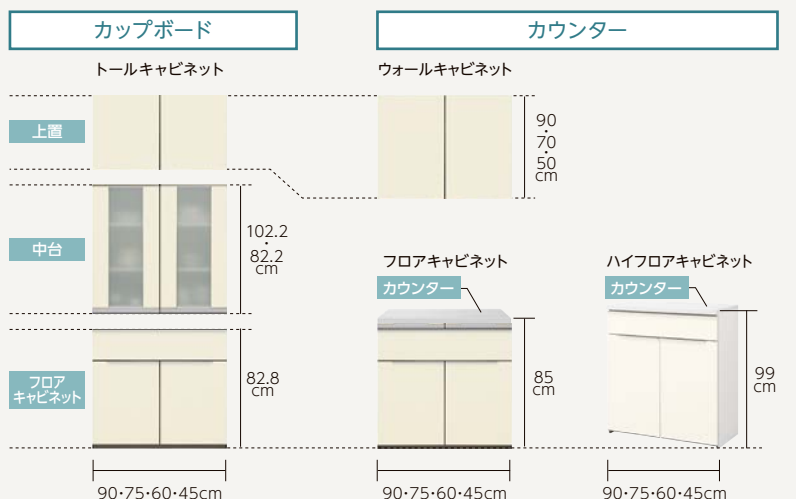 カップボード
カウンター
トールキャビネット
ウォールキャビネット
上置
90
・
70
・
50
cm
中台
102.2
・
82.2
cm
フロアキャビネット
カウンター
ハイフロアキャビネット
カウンター
フロア
キャビネット
82.8
cm
85
cm
99
cm
90・75・60・45cm
90・75・60・45cm
90・75・60・45cm